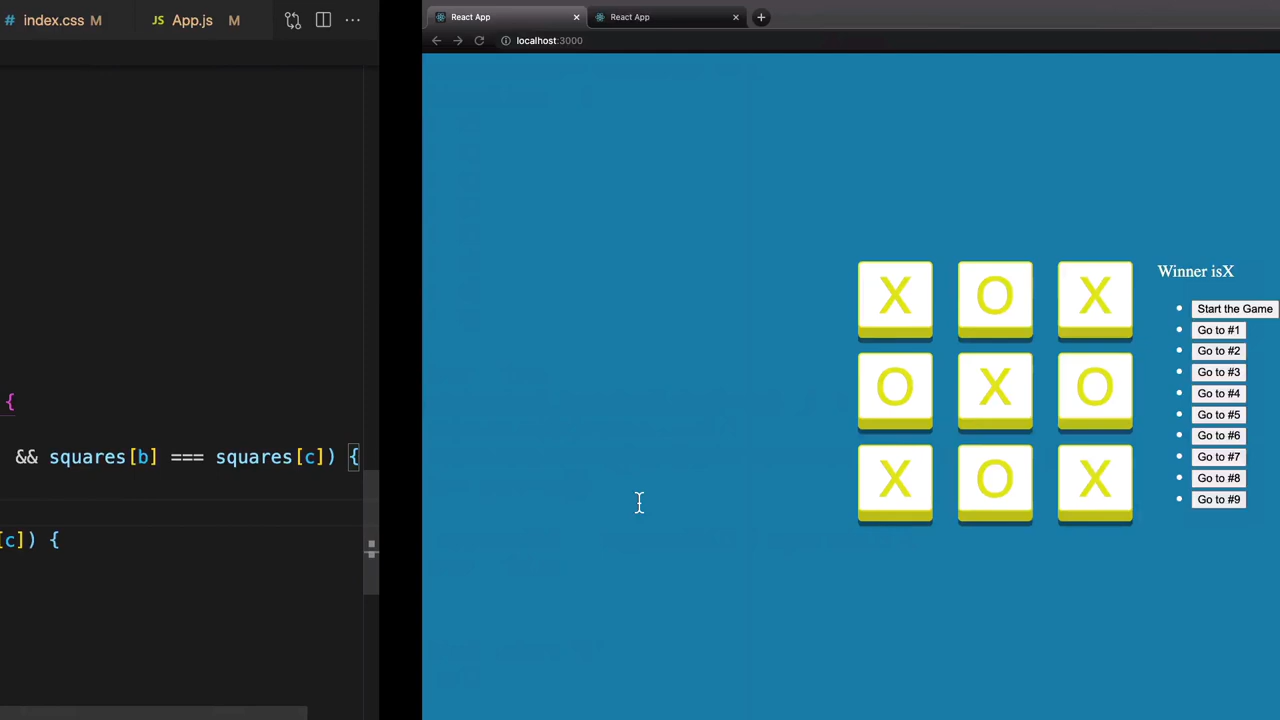 # index.css M JS App.js M ···
React App × React App × +
localhost:3000
{
&& squares[b] === squares[c]) {
[c]) {
X O X
O X O
X O X
Winner isX
• Start the Game
• Go to #1
• Go to #2
• Go to #3
• Go to #4
• Go to #5
• Go to #6
• Go to #7
• Go to #8
• Go to #9